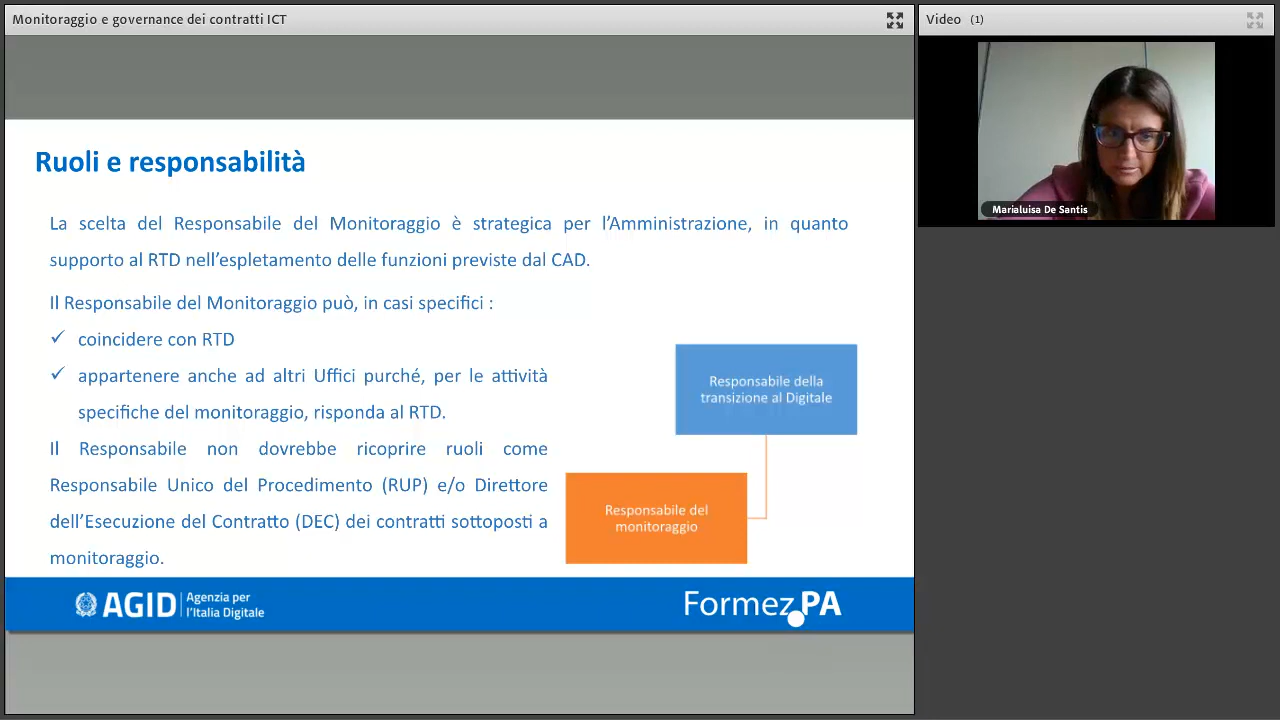 Monitoraggio e governance dei contratti ICT
Video (1)
Marialuisa De Santis
Ruoli e responsabilità
La scelta del Responsabile del Monitoraggio è strategica per l’Amministrazione, in quanto
supporto al RTD nell’espletamento delle funzioni previste dal CAD.
Il Responsabile del Monitoraggio può, in casi specifici :
✓ coincidere con RTD
✓ appartenere anche ad altri Uffici purché, per le attività
specifiche del monitoraggio, risponda al RTD.
Il Responsabile non dovrebbe ricoprire ruoli come
Responsabile Unico del Procedimento (RUP) e/o Direttore
dell’Esecuzione del Contratto (DEC) dei contratti sottoposti a
monitoraggio.
Responsabile della
transizione al Digitale
Responsabile del
monitoraggio
AGID
Agenzia per
l’Italia Digitale
Formez PA